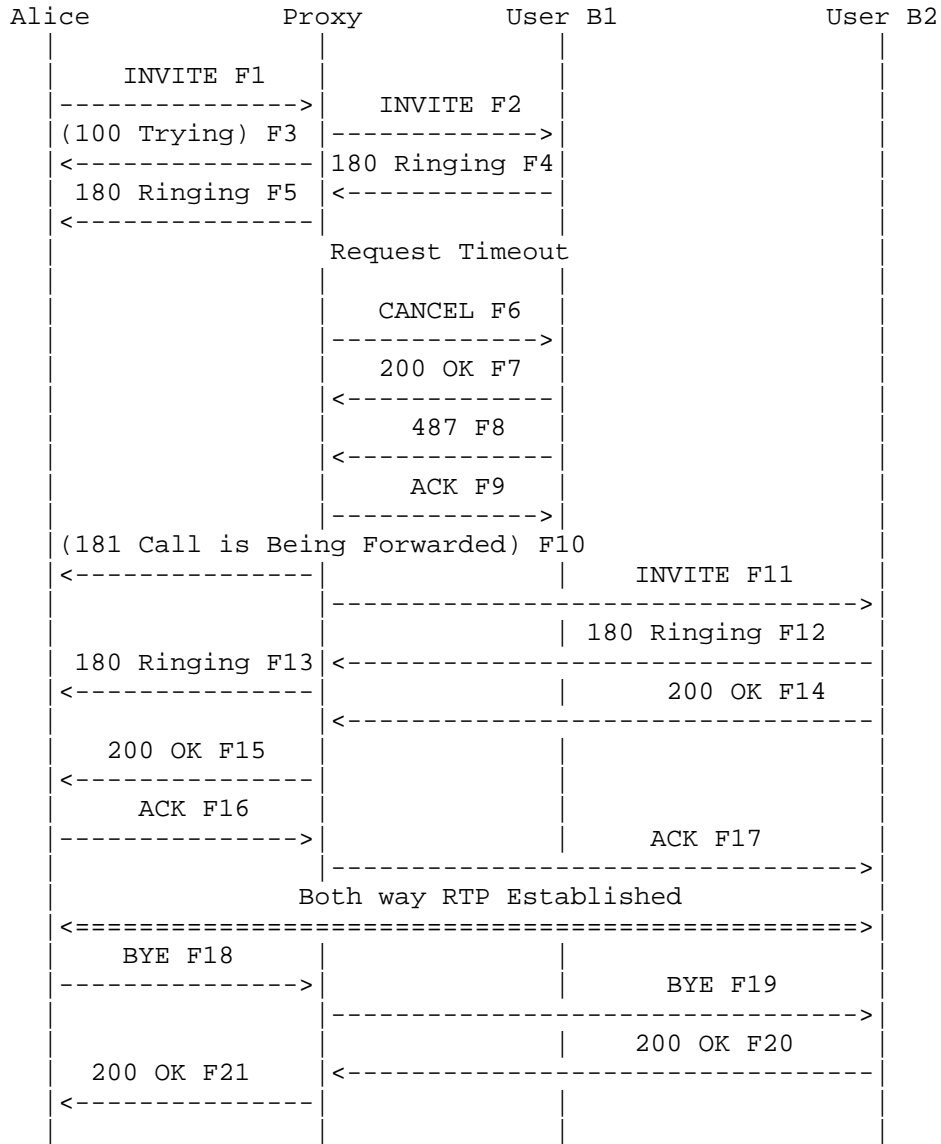 Alice Proxy User B1 User B2
INVITE F1
INVITE F2
(100 Trying) F3
180 Ringing F4
180 Ringing F5
Request Timeout
CANCEL F6
200 OK F7
487 F8
ACK F9
(181 Call is Being Forwarded) F10
INVITE F11
180 Ringing F12
180 Ringing F13
200 OK F14
200 OK F15
ACK F16
ACK F17
Both way RTP Established
BYE F18
BYE F19
200 OK F20
200 OK F21